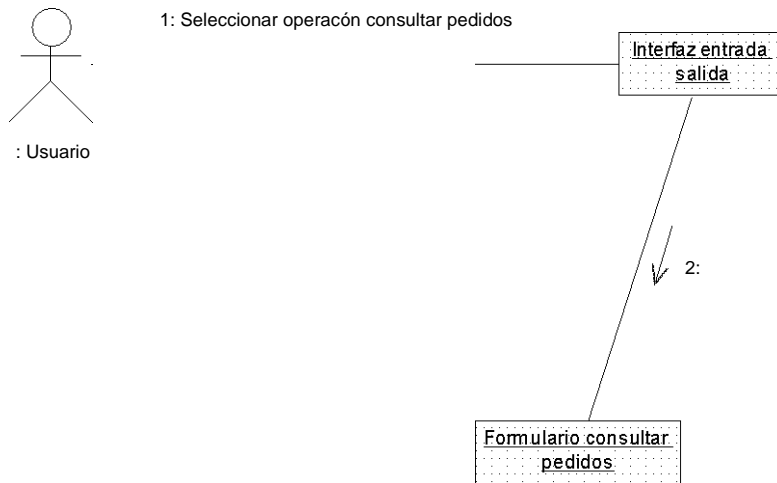 1: Seleccionar operacón consultar pedidos
Interfaz entrada
salida
: Usuario
2:
Formulario consultar
pedidos